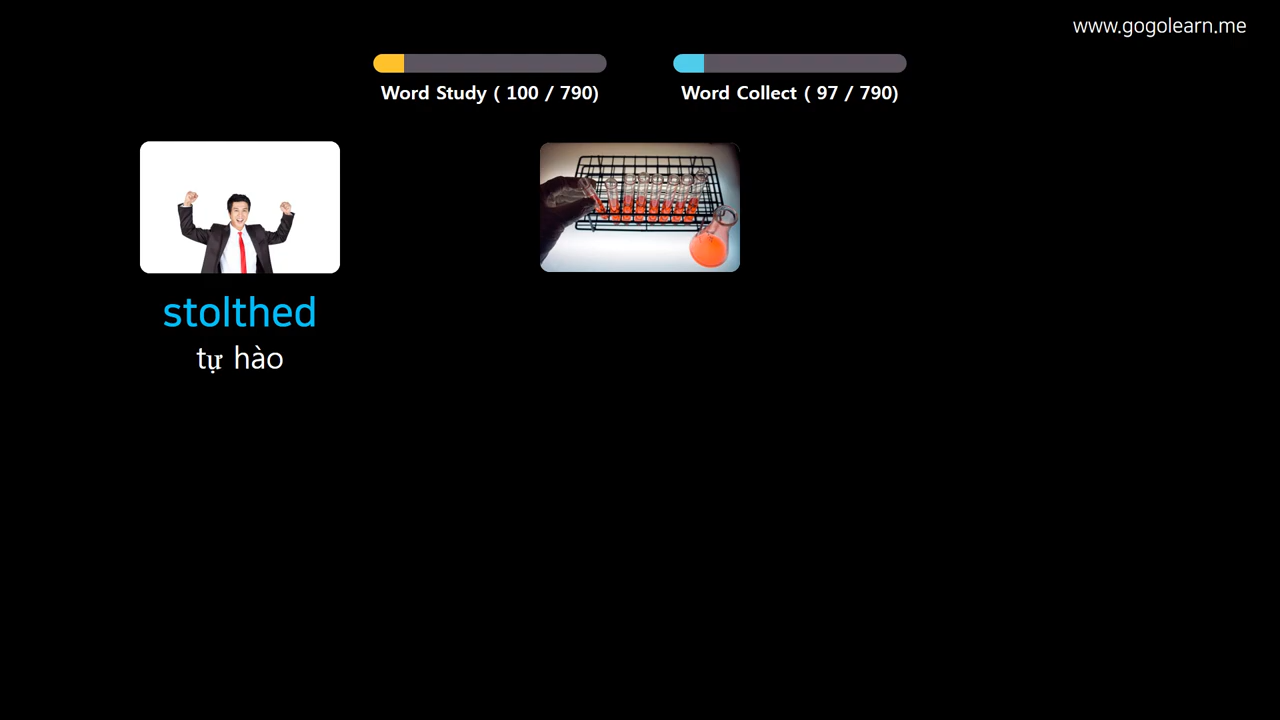 www.gogolearn.me
Word Study ( 100 / 790)
Word Collect ( 97 / 790)
stolthed
tự hào